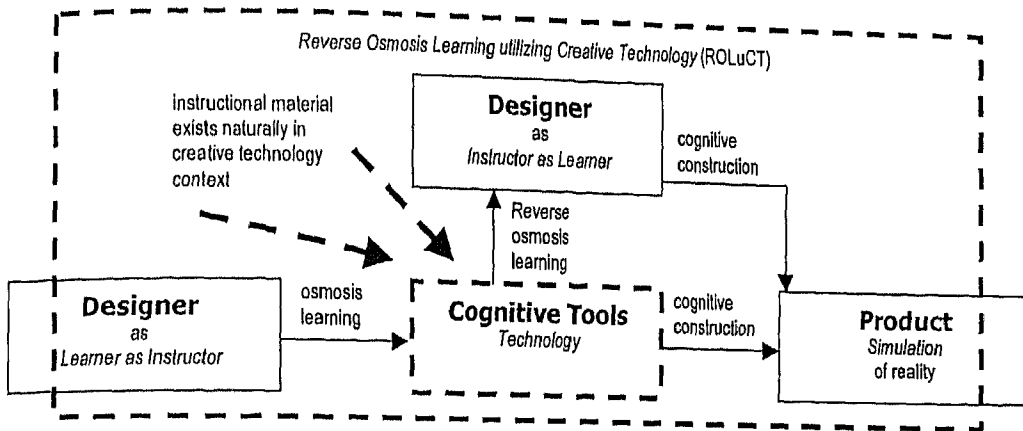 Reverse Osmosis Learning utilizing Creative Technology (ROLuCT)
instructional material
exists naturally in
creative technology
context
Designer
as
Instructor as Learner
cognitive
construction
Reverse
osmosis
learning
Designer
as
Learner as Instructor
osmosis
learning
Cognitive Tools
Technology
cognitive
construction
Product
Simulation
of reality